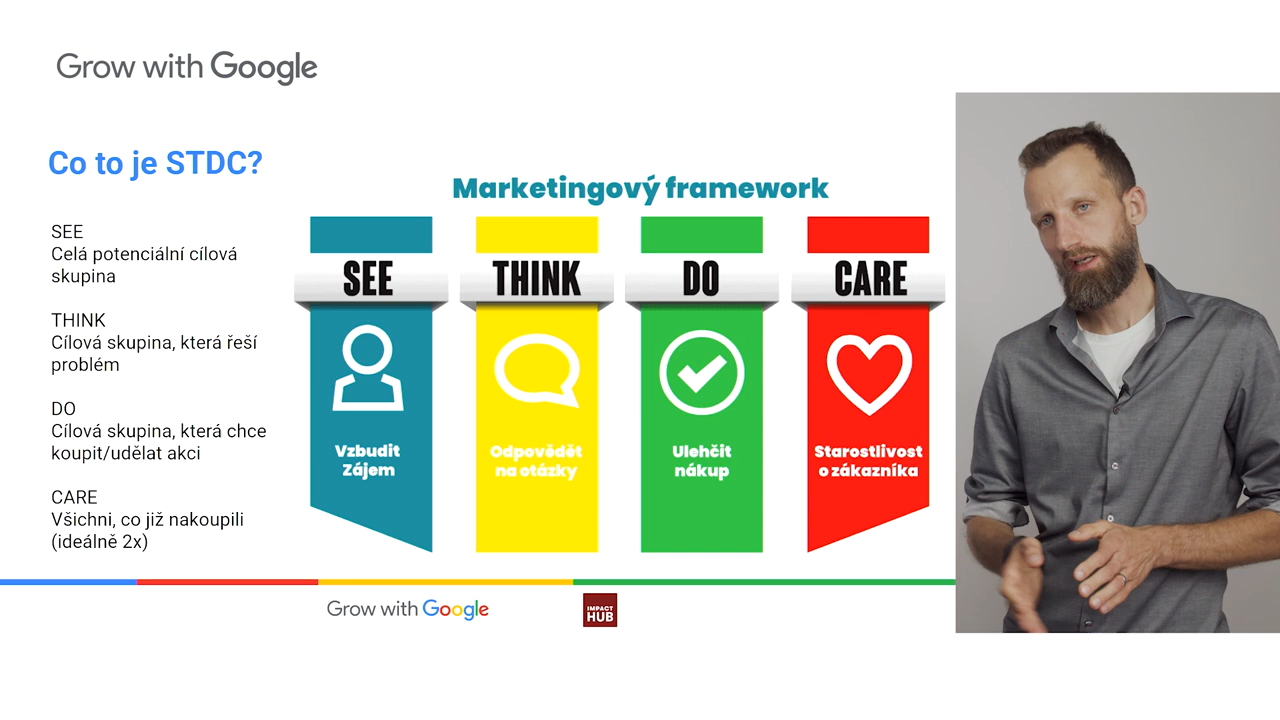 Grow with Google
Co to je STDC?
SEE
Celá potenciální cílová
skupina
THINK
Cílová skupina, která řeší
problém
DO
Cílová skupina, která chce
koupit/udělat akci
CARE
Všichni, co již nakoupili
(ideálně 2x)
Marketingový framework
SEE
Vzbudit
Zájem
THINK
Odpovědět
na otázky
DO
Ulehčit
nákup
CARE
Starostlivost
o zákazníka
Grow with Google
IMPACT
HUB